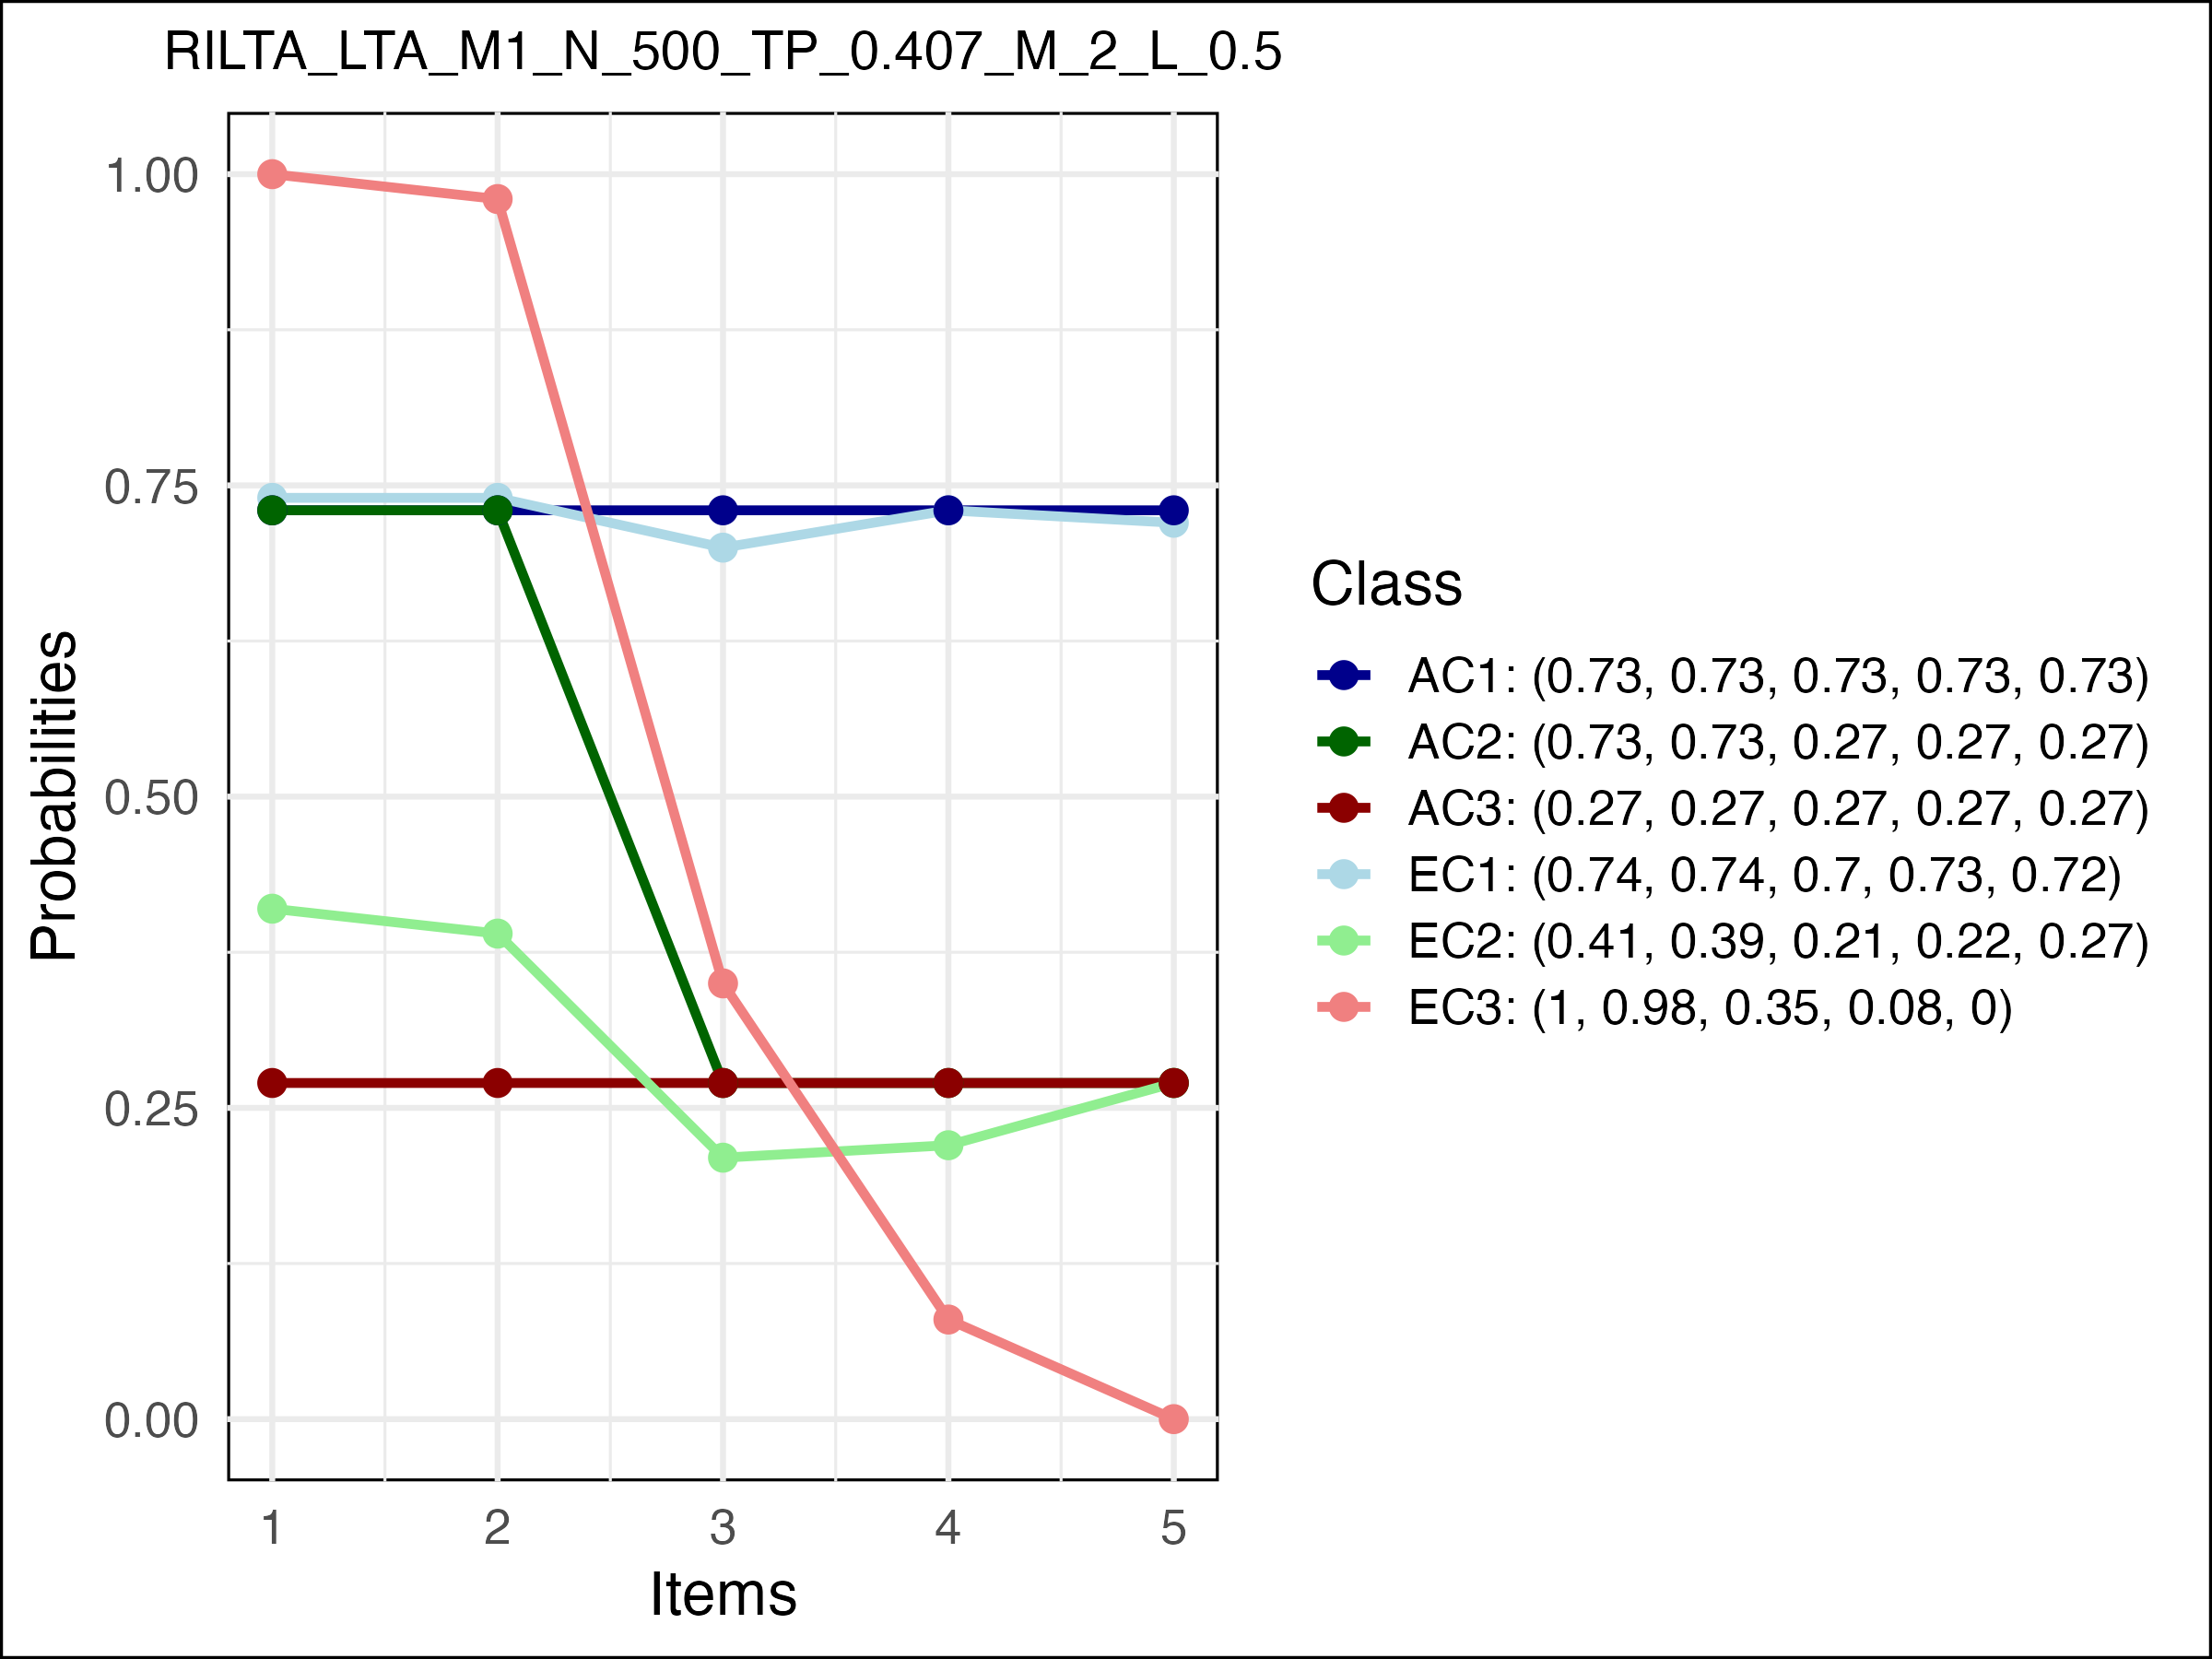 RILTA_LTA_M1_N_500_TP_0.407_M_2_L_0.5
1.00
0.75
0.50
0.25
0.00
Probabilities
1 2 3 4 5
Items
Class
AC1: (0.73, 0.73, 0.73, 0.73, 0.73)
AC2: (0.73, 0.73, 0.27, 0.27, 0.27)
AC3: (0.27, 0.27, 0.27, 0.27, 0.27)
EC1: (0.74, 0.74, 0.7, 0.73, 0.72)
EC2: (0.41, 0.39, 0.21, 0.22, 0.27)
EC3: (1, 0.98, 0.35, 0.08, 0)